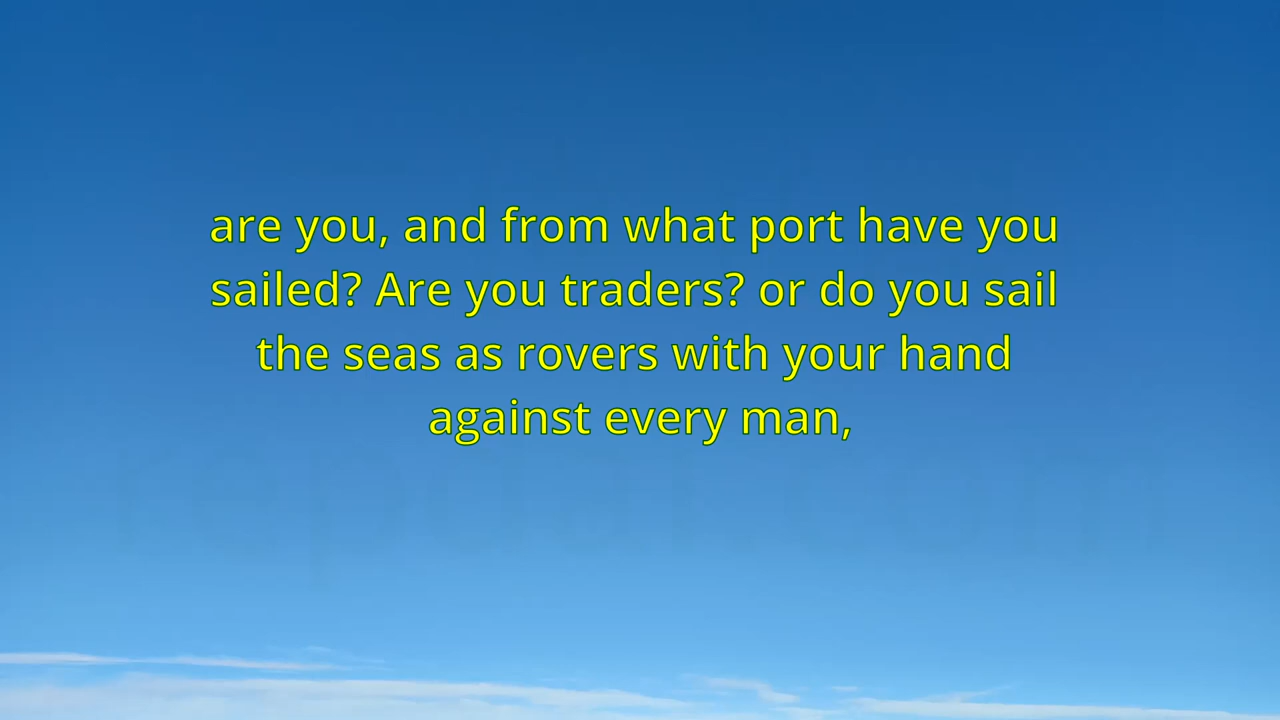 are you, and from what port have you
sailed? Are you traders? or do you sail
the seas as rovers with your hand
against every man,